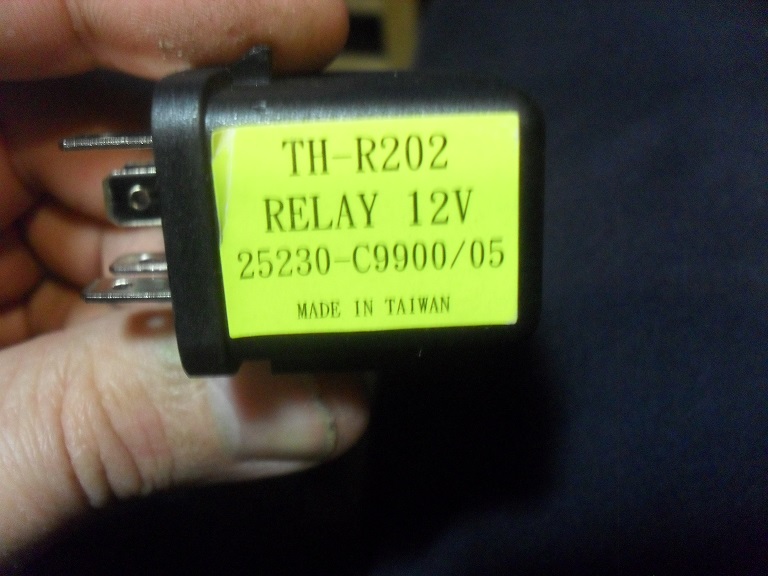 TH-R202
RELAY 12V
25230-C9900/05
MADE IN TAIWAN